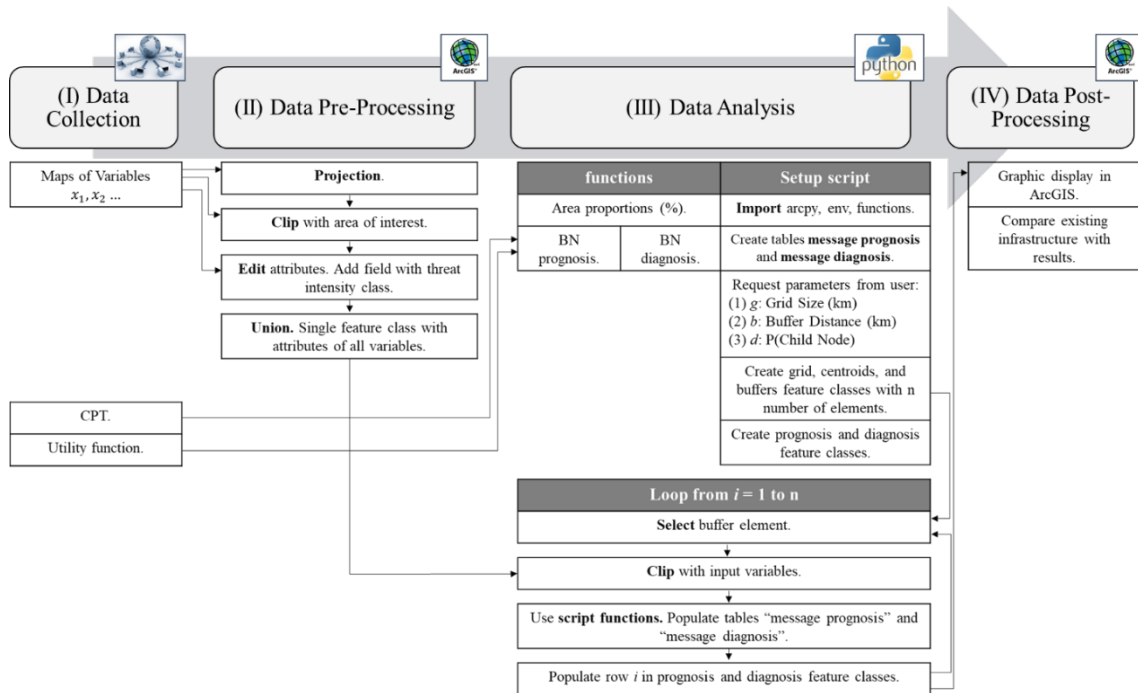 ArcGIS®
python
ArcGIS®
(I) Data
Collection
(II) Data Pre-Processing
(III) Data Analysis
(IV) Data Post-
Processing
Maps of Variables
x₁, x₂ ...
CPT.
Utility function.
Projection.
Clip with area of interest.
Edit attributes. Add field with threat
intensity class.
Union. Single feature class with
attributes of all variables.
functions
Area proportions (%).
BN
prognosis.
BN
diagnosis.
Setup script
Import arcpy, env, functions.
Create tables message prognosis
and message diagnosis.
Request parameters from user:
(1) g: Grid Size (km)
(2) b: Buffer Distance (km)
(3) d: P(Child Node)
Create grid, centroids, and
buffers feature classes with n
number of elements.
Create prognosis and diagnosis
feature classes.
Loop from i = 1 to n
Select buffer element.
Clip with input variables.
Use script functions. Populate tables “message prognosis” and
“message diagnosis”.
Populate row i in prognosis and diagnosis feature classes.
Graphic display in
ArcGIS.
Compare existing
infrastructure with
results.